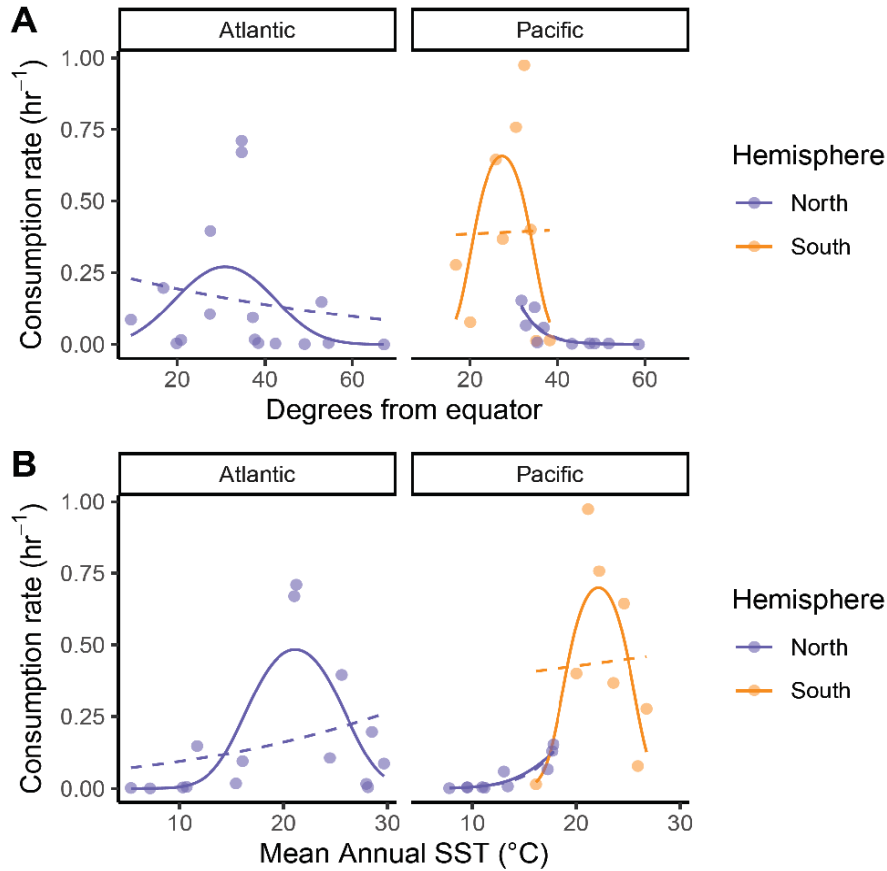 A
Atlantic
Pacific
1.00
0.75
0.50
0.25
0.00
Consumption rate (hr⁻¹)
20
40
60
20
40
60
Degrees from equator
Hemisphere
North
South
B
Atlantic
Pacific
1.00
0.75
0.50
0.25
0.00
Consumption rate (hr⁻¹)
10
20
30
10
20
30
Mean Annual SST (°C)
Hemisphere
North
South